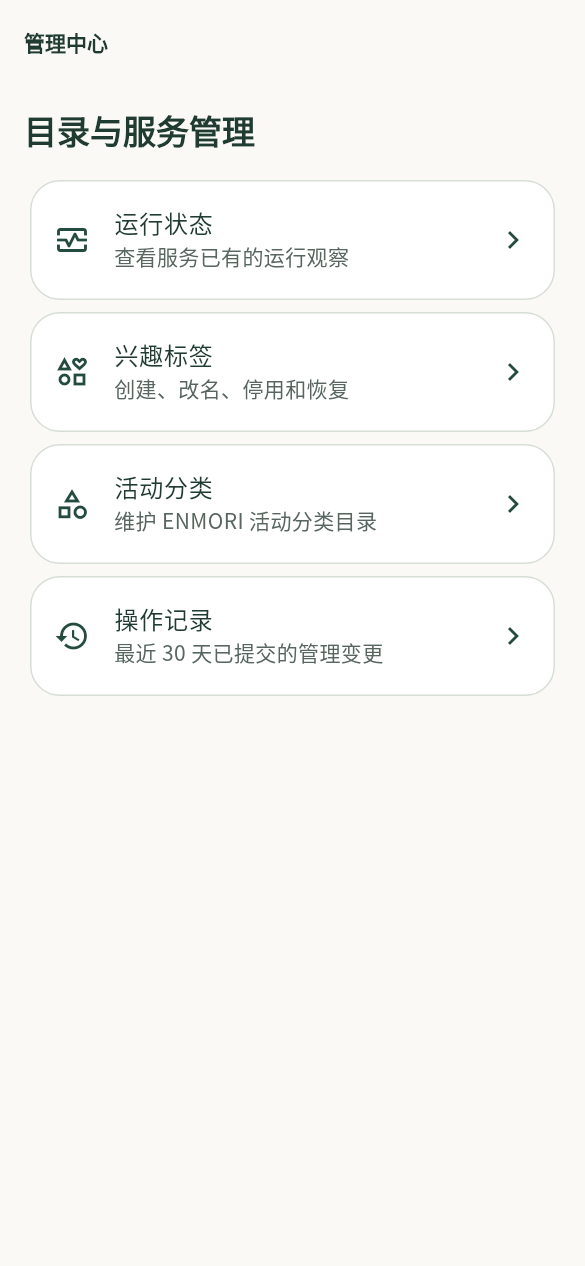 管理中心
目录与服务管理
运行状态
查看服务已有的运行观察
兴趣标签
创建、改名、停用和恢复
活动分类
维护 ENMORI 活动分类目录
操作记录
最近 30 天已提交的管理变更